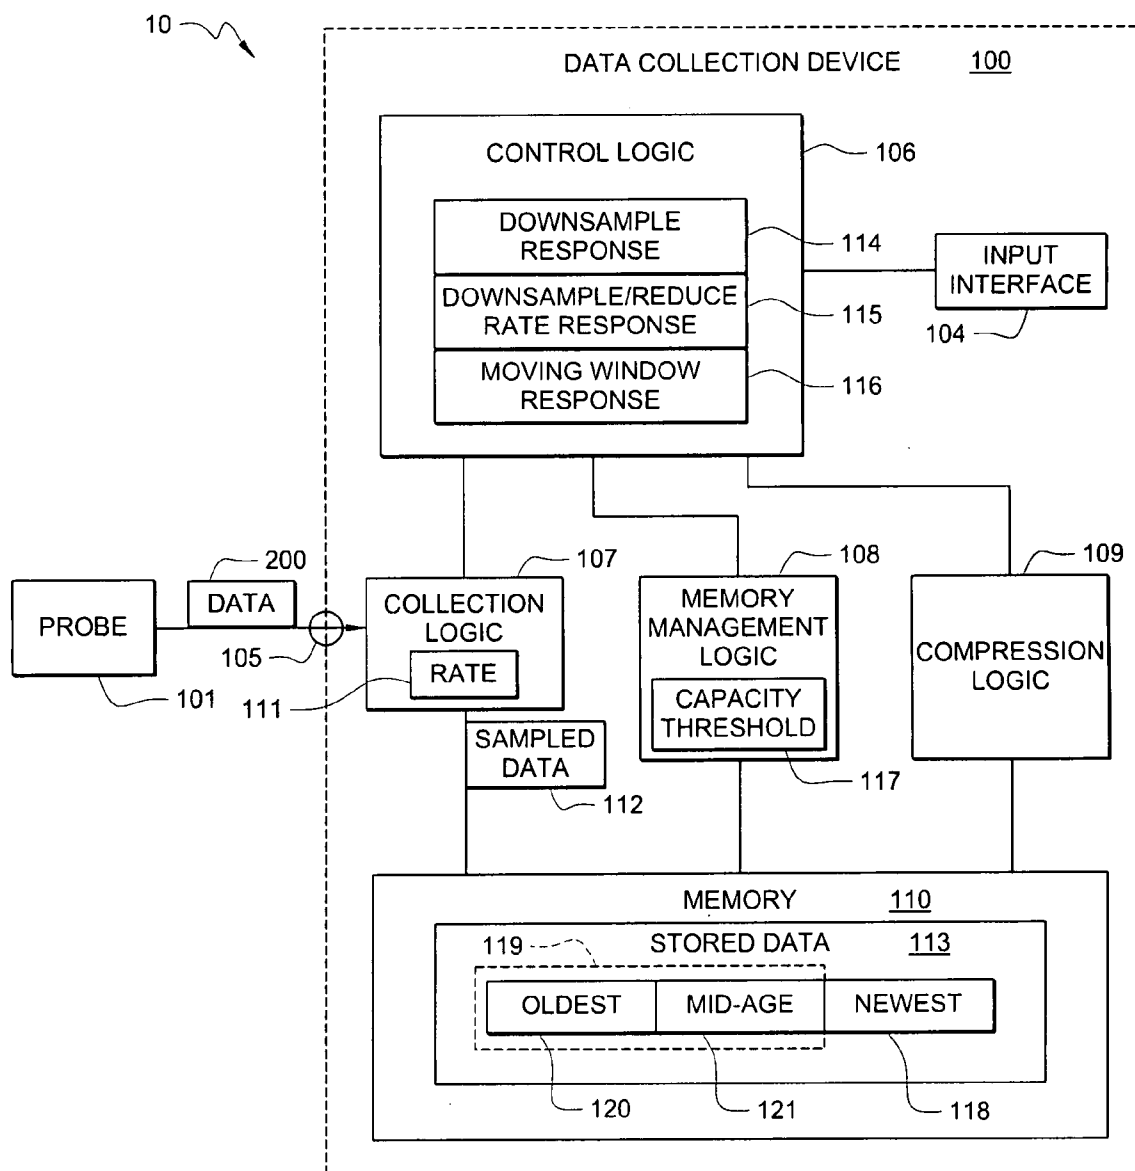 10
DATA COLLECTION DEVICE 100
CONTROL LOGIC
106
DOWNSAMPLE
RESPONSE
114
DOWNSAMPLE/REDUCE
RATE RESPONSE
115
MOVING WINDOW
RESPONSE
116
INPUT
INTERFACE
104
200
DATA
PROBE
101
105
107
COLLECTION
LOGIC
RATE
111
SAMPLED
DATA
112
108
MEMORY
MANAGEMENT
LOGIC
CAPACITY
THRESHOLD
117
109
COMPRESSION
LOGIC
MEMORY 110
STORED DATA 113
119
OLDEST
MID-AGE
NEWEST
120
121
118